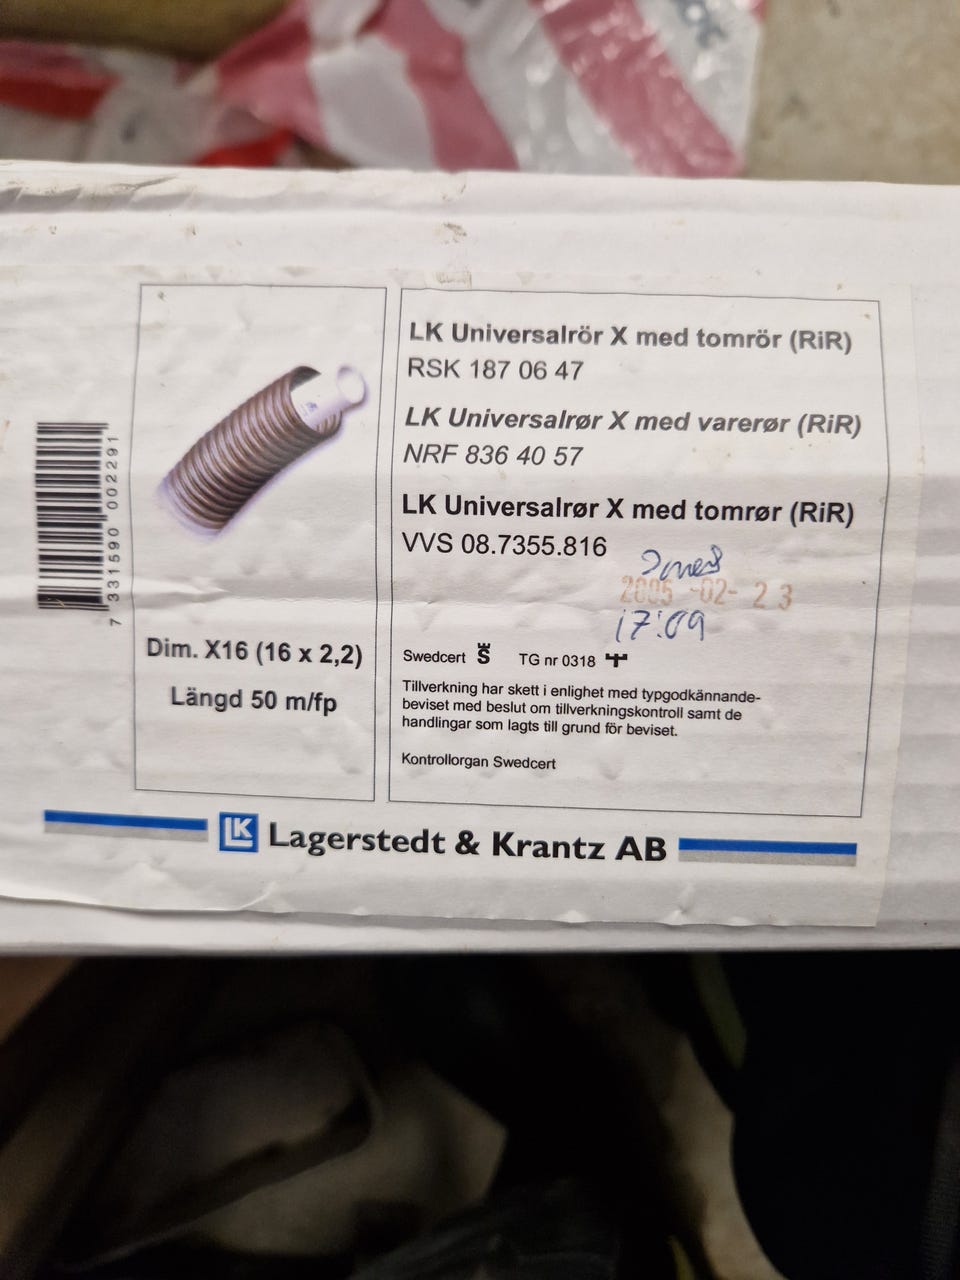 LK Universalrör X med tomrör (RiR)
RSK 187 06 47
LK Universalrør X med varerør (RiR)
NRF 836 40 57
LK Universalrør X med tomrør (RiR)
VVS 08.7355.816
2005 -02- 23
17:09
Swedcert S TG nr 0318
Tillverkning har skett i enlighet med typgodkännande-
beviset med beslut om tillverkningskontroll samt de
handlingar som lagts till grund för beviset.
Kontrollorgan Swedcert
7 331590 002291
Dim. X16 (16 x 2,2)
Längd 50 m/fp
LK Lagerstedt & Krantz AB